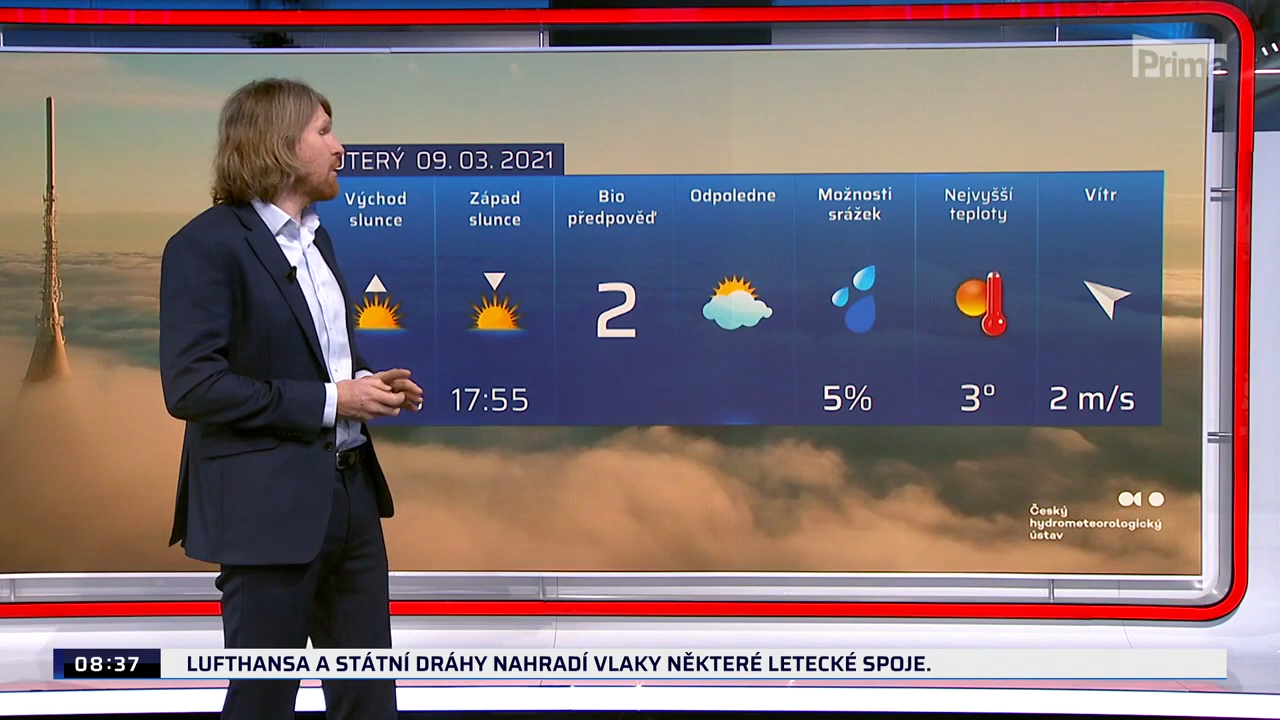 Prima
ÚTERÝ 09. 03. 2021
Východ
slunce
Západ
slunce
17:55
Bio
předpověď
2
Odpoledne
Možnosti
srážek
5%
Nejvyšší
teploty
3°
Vítr
2 m/s
Český
hydrometeorologický
ústav
08:37
LUFTHANSA A STÁTNÍ DRÁHY NAHRADÍ VLAKY NĚKTERÉ LETECKÉ SPOJE.